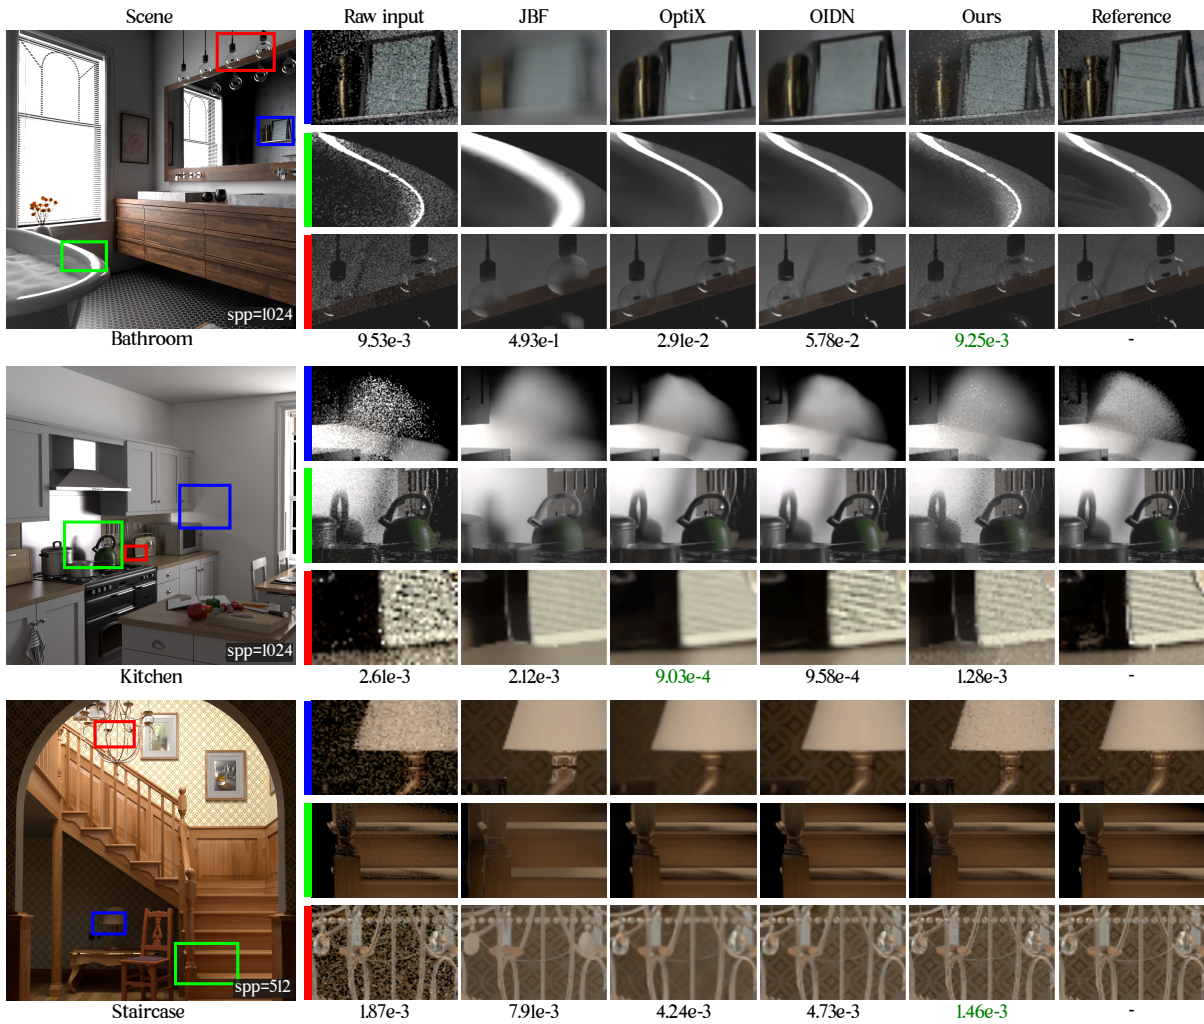 Scene Raw input JBF OptiX OIDN Ours Reference
spp=1024
Bathroom 9.53e-3 4.93e-1 2.91e-2 5.78e-2 9.25e-3 -
spp=1024
Kitchen 2.61e-3 2.12e-3 9.03e-4 9.58e-4 1.28e-3 -
spp=512
Staircase 1.87e-3 7.91e-3 4.24e-3 4.73e-3 1.46e-3 -